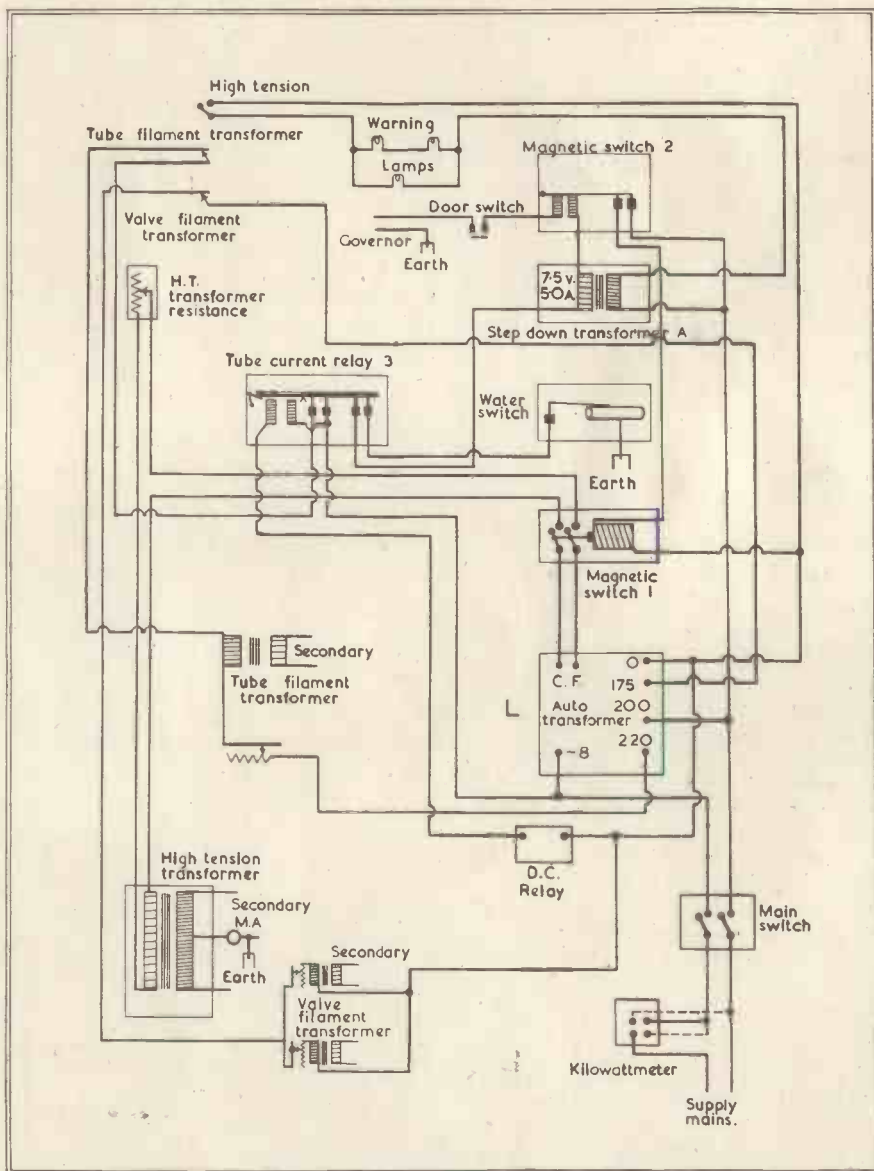 High tension
Tube filament transformer
Warning
Lamps
Magnetic switch 2
Door switch
Valve filament
transformer
Governor
Earth
H.T.
transformer
resistance
7·5 v.
50A.
Step down transformer A
Tube current relay 3
Water
switch
Earth
Magnetic
switch 1
Secondary
Tube filament
transformer
C. F.
0
175
L
Auto
transformer
200
220
~8
D.C.
Relay
High tension
transformer
Secondary
M.A
Earth
Main
switch
Secondary
Valve
filament
transformer
Kilowattmeter
Supply
mains.